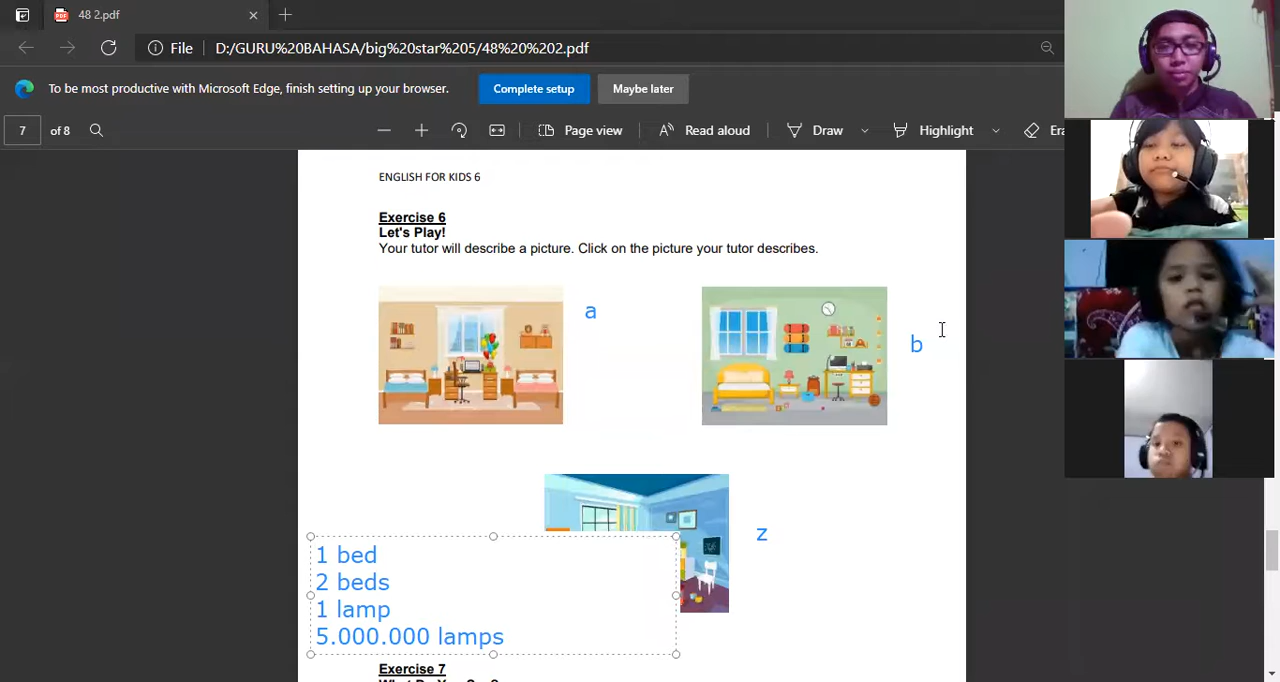 48 2.pdf
File
D:/GURU%20BAHASA/big%20star%205/48%20%202.pdf
To be most productive with Microsoft Edge, finish setting up your browser.
Complete setup
Maybe later
7 of 8
Page view
Read aloud
Draw
Highlight
Era
ENGLISH FOR KIDS 6
Exercise 6
Let's Play!
Your tutor will describe a picture. Click on the picture your tutor describes.
a
b
z
1 bed
2 beds
1 lamp
5.000.000 lamps
Exercise 7